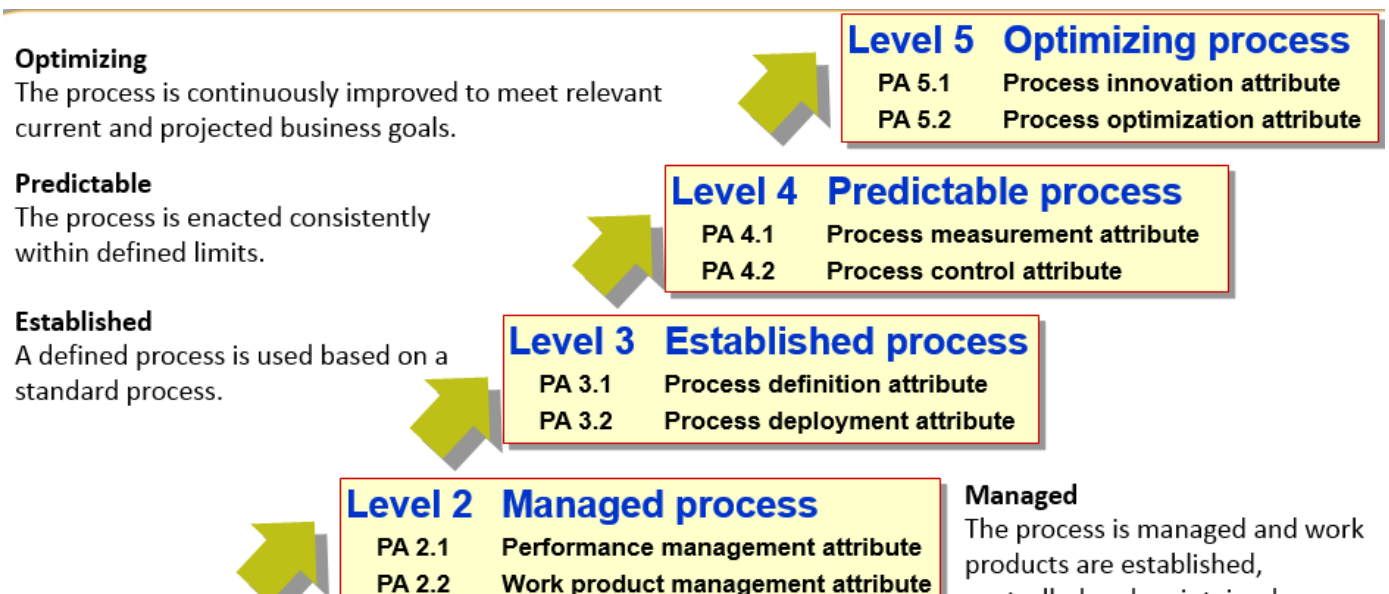 Optimizing
The process is continuously improved to meet relevant
current and projected business goals.
Level 5 Optimizing process
PA 5.1 Process innovation attribute
PA 5.2 Process optimization attribute
Predictable
The process is enacted consistently
within defined limits.
Level 4 Predictable process
PA 4.1 Process measurement attribute
PA 4.2 Process control attribute
Established
A defined process is used based on a
standard process.
Level 3 Established process
PA 3.1 Process definition attribute
PA 3.2 Process deployment attribute
Level 2 Managed process
PA 2.1 Performance management attribute
PA 2.2 Work product management attribute
Managed
The process is managed and work
products are established,